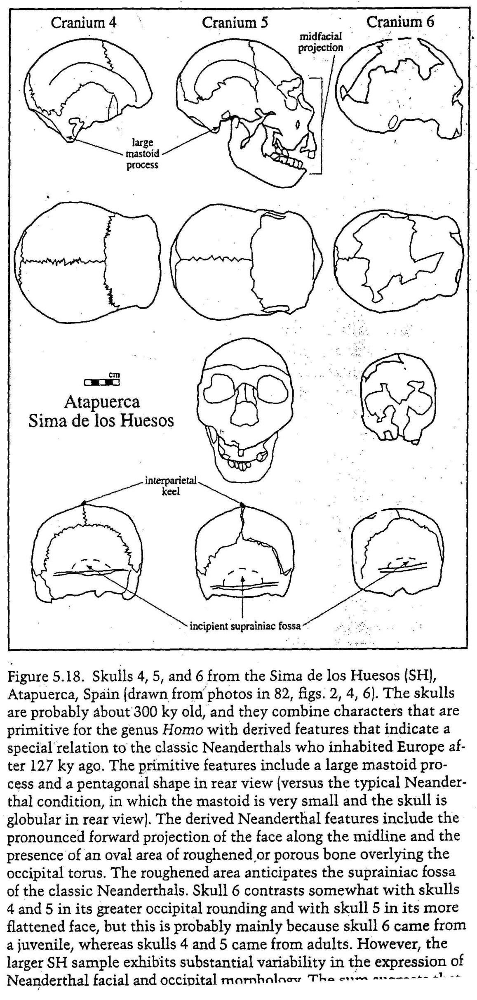 Cranium 4
Cranium 5
Cranium 6
midfacial
projection
large
mastoid
process
cm
Atapuerca
Sima de los Huesos
interparietal
keel
incipient suprainiac fossa
Figure 5.18. Skulls 4, 5, and 6 from the Sima de los Huesos (SH),
Atapuerca, Spain (drawn from photos in 82, figs. 2, 4, 6). The skulls
are probably about 300 ky old, and they combine characters that are
primitive for the genus Homo with derived features that indicate a
special relation to the classic Neanderthals who inhabited Europe af-
ter 127 ky ago. The primitive features include a large mastoid pro-
cess and a pentagonal shape in rear view (versus the typical Neander-
thal condition, in which the mastoid is very small and the skull is
globular in rear view). The derived Neanderthal features include the
pronounced forward projection of the face along the midline and the
presence of an oval area of roughened or porous bone overlying the
occipital torus. The roughened area anticipates the suprainiac fossa
of the classic Neanderthals. Skull 6 contrasts somewhat with skulls
4 and 5 in its greater occipital rounding and with skull 5 in its more
flattened face, but this is probably mainly because skull 6 came from
a juvenile, whereas skulls 4 and 5 came from adults. However, the
larger SH sample exhibits substantial variability in the expression of
Neanderthal facial and occipital morphology. The